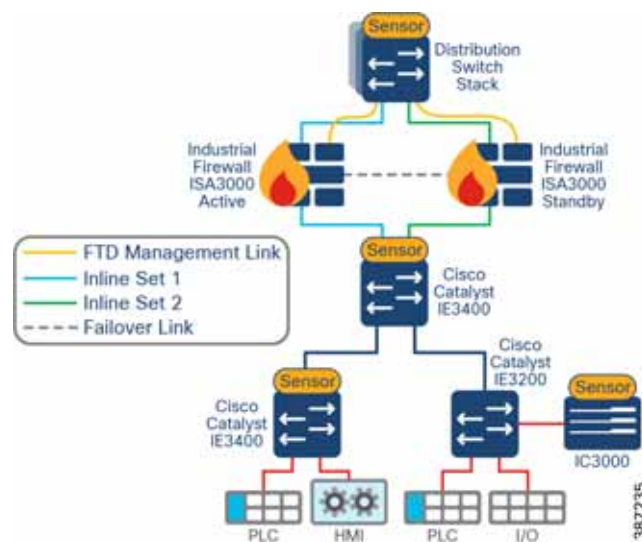 Sensor
Distribution
Switch
Stack
Industrial
Firewall
ISA3000
Active
Industrial
Firewall
ISA3000
Standby
FTD Management Link
Inline Set 1
Inline Set 2
Failover Link
Sensor
Cisco
Catalyst
IE3400
Sensor
Cisco
Catalyst
IE3400
Cisco
Catalyst
IE3200
Sensor
IC3000
PLC
HMI
PLC
I/O
387235